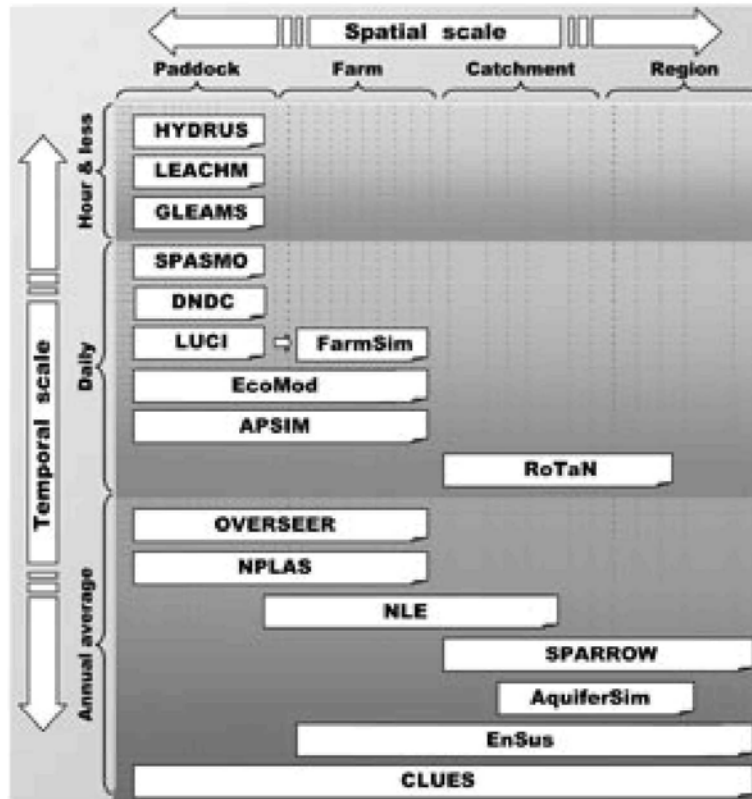 Spatial scale
Paddock Farm Catchment Region
Temporal scale
Hour & less
HYDRUS
LEACHM
GLEAMS
Daily
SPASMO
DNDC
LUCI FarmSim
EcoMod
APSIM
RoTaN
Annual average
OVERSEER
NPLAS
NLE
SPARROW
AquiferSim
EnSus
CLUES